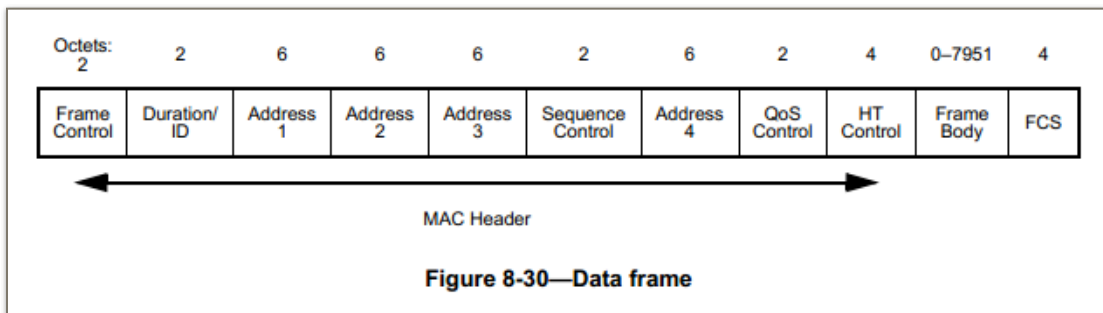 Octets:
2 2 6 6 6 2 6 2 4 0–7951 4
Frame Control Duration/ ID Address 1 Address 2 Address 3 Sequence Control Address 4 QoS Control HT Control Frame Body FCS
MAC Header
Figure 8-30—Data frame